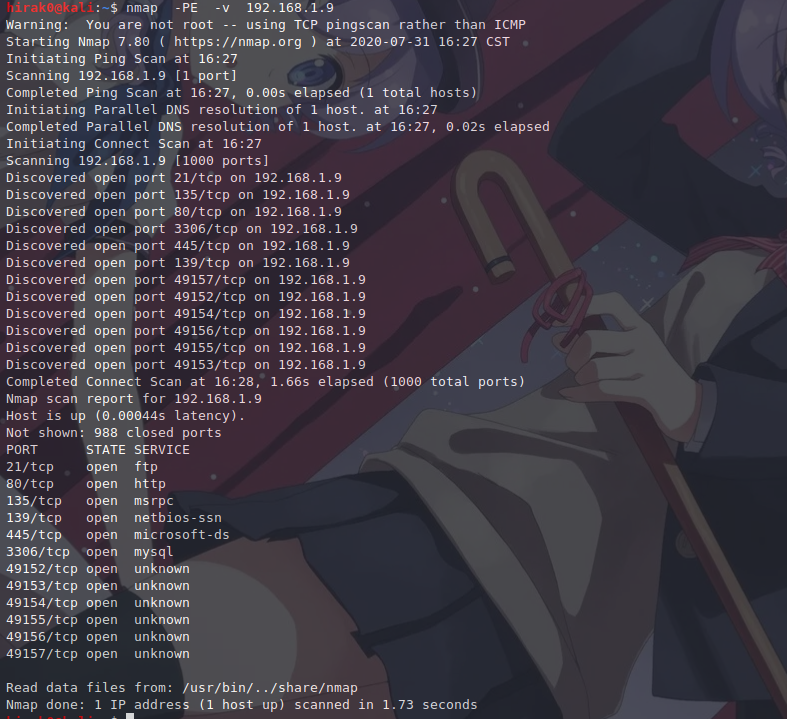 hirak0@kali:~$ nmap  -PE  -v  192.168.1.9
Warning:  You are not root -- using TCP pingscan rather than ICMP
Starting Nmap 7.80 ( https://nmap.org ) at 2020-07-31 16:27 CST
Initiating Ping Scan at 16:27
Scanning 192.168.1.9 [1 port]
Completed Ping Scan at 16:27, 0.00s elapsed (1 total hosts)
Initiating Parallel DNS resolution of 1 host. at 16:27
Completed Parallel DNS resolution of 1 host. at 16:27, 0.02s elapsed
Initiating Connect Scan at 16:27
Scanning 192.168.1.9 [1000 ports]
Discovered open port 21/tcp on 192.168.1.9
Discovered open port 135/tcp on 192.168.1.9
Discovered open port 80/tcp on 192.168.1.9
Discovered open port 3306/tcp on 192.168.1.9
Discovered open port 445/tcp on 192.168.1.9
Discovered open port 139/tcp on 192.168.1.9
Discovered open port 49157/tcp on 192.168.1.9
Discovered open port 49152/tcp on 192.168.1.9
Discovered open port 49154/tcp on 192.168.1.9
Discovered open port 49156/tcp on 192.168.1.9
Discovered open port 49155/tcp on 192.168.1.9
Discovered open port 49153/tcp on 192.168.1.9
Completed Connect Scan at 16:28, 1.66s elapsed (1000 total ports)
Nmap scan report for 192.168.1.9
Host is up (0.00044s latency).
Not shown: 988 closed ports
PORT      STATE SERVICE
21/tcp    open  ftp
80/tcp    open  http
135/tcp   open  msrpc
139/tcp   open  netbios-ssn
445/tcp   open  microsoft-ds
3306/tcp  open  mysql
49152/tcp open  unknown
49153/tcp open  unknown
49154/tcp open  unknown
49155/tcp open  unknown
49156/tcp open  unknown
49157/tcp open  unknown
Read data files from: /usr/bin/../share/nmap
Nmap done: 1 IP address (1 host up) scanned in 1.73 seconds